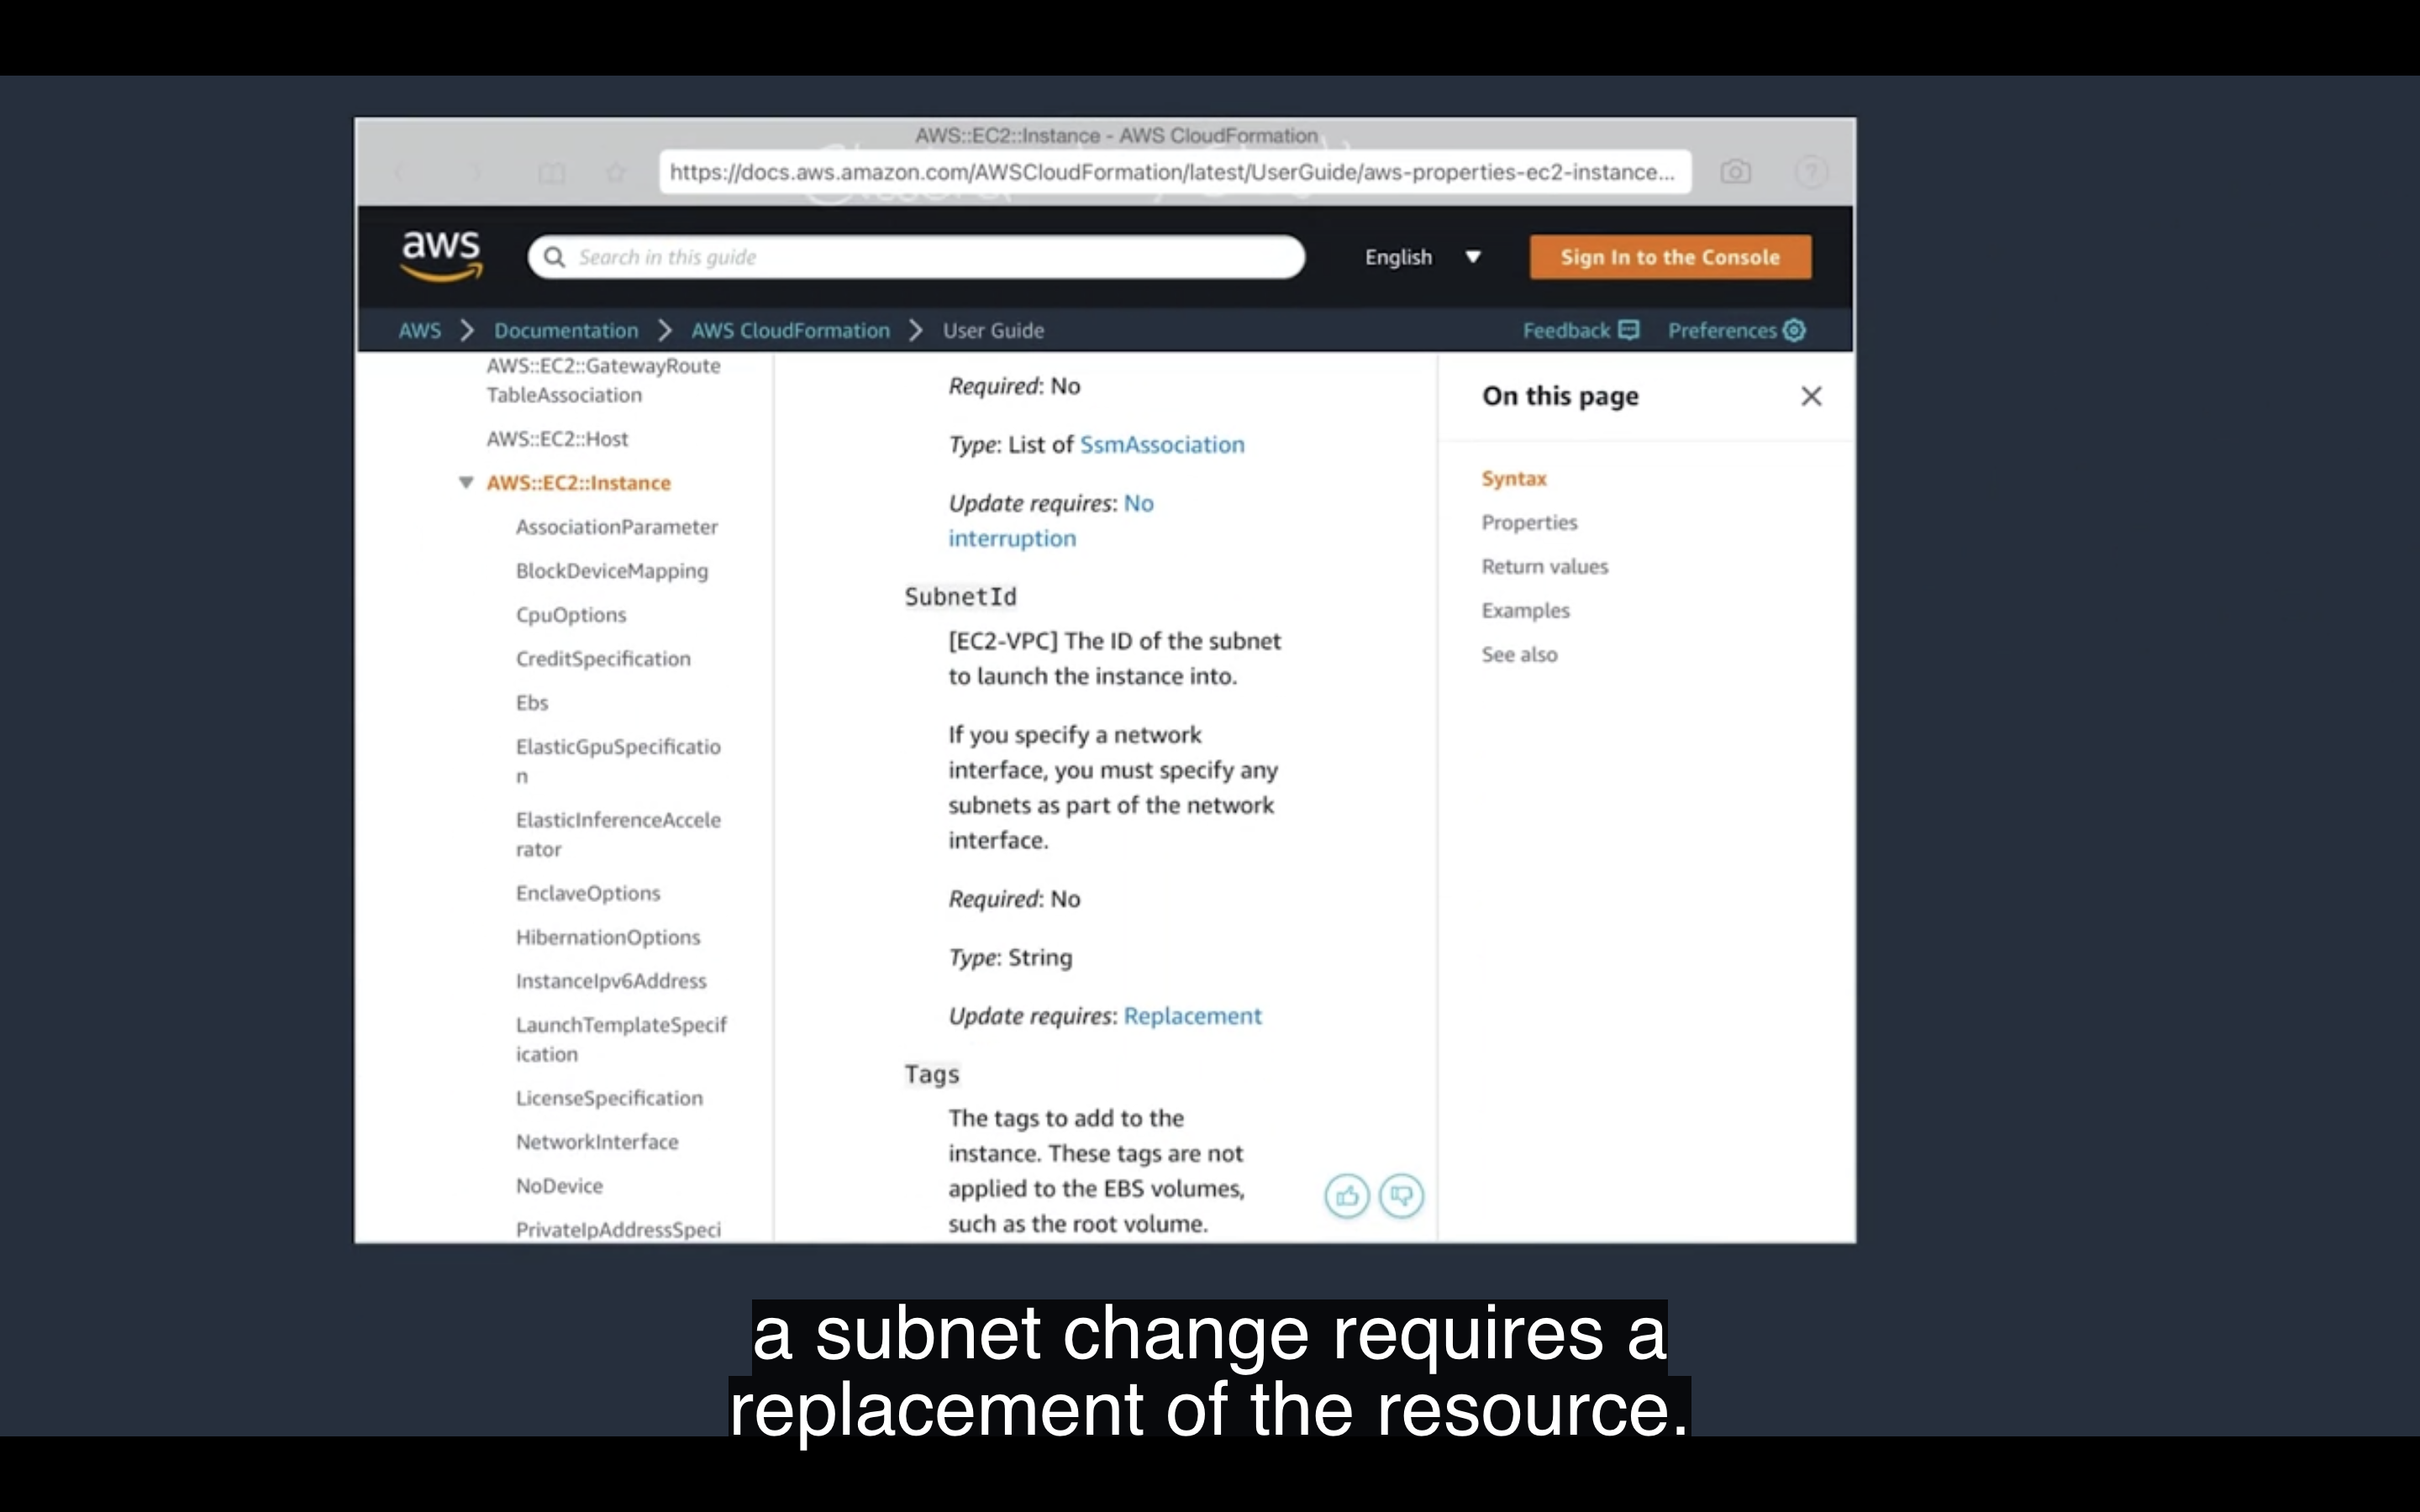 AWS::EC2::Instance - AWS CloudFormation
https://docs.aws.amazon.com/AWSCloudFormation/latest/UserGuide/aws-properties-ec2-instance...
aws
Search in this guide
English
Sign In to the Console
AWS > Documentation > AWS CloudFormation > User Guide
Feedback
Preferences
AWS::EC2::GatewayRoute
TableAssociation
AWS::EC2::Host
AWS::EC2::Instance
AssociationParameter
BlockDeviceMapping
CpuOptions
CreditSpecification
Ebs
ElasticGpuSpecificatio
n
ElasticInferenceAccele
rator
EnclaveOptions
HibernationOptions
InstanceIpv6Address
LaunchTemplateSpecif
ication
LicenseSpecification
NetworkInterface
NoDevice
PrivateIpAddressSpeci
Required: No
Type: List of SsmAssociation
Update requires: No
interruption
SubnetId
[EC2-VPC] The ID of the subnet
to launch the instance into.
If you specify a network
interface, you must specify any
subnets as part of the network
interface.
Required: No
Type: String
Update requires: Replacement
Tags
The tags to add to the
instance. These tags are not
applied to the EBS volumes,
such as the root volume.
On this page
Syntax
Properties
Return values
Examples
See also
a subnet change requires a
replacement of the resource.